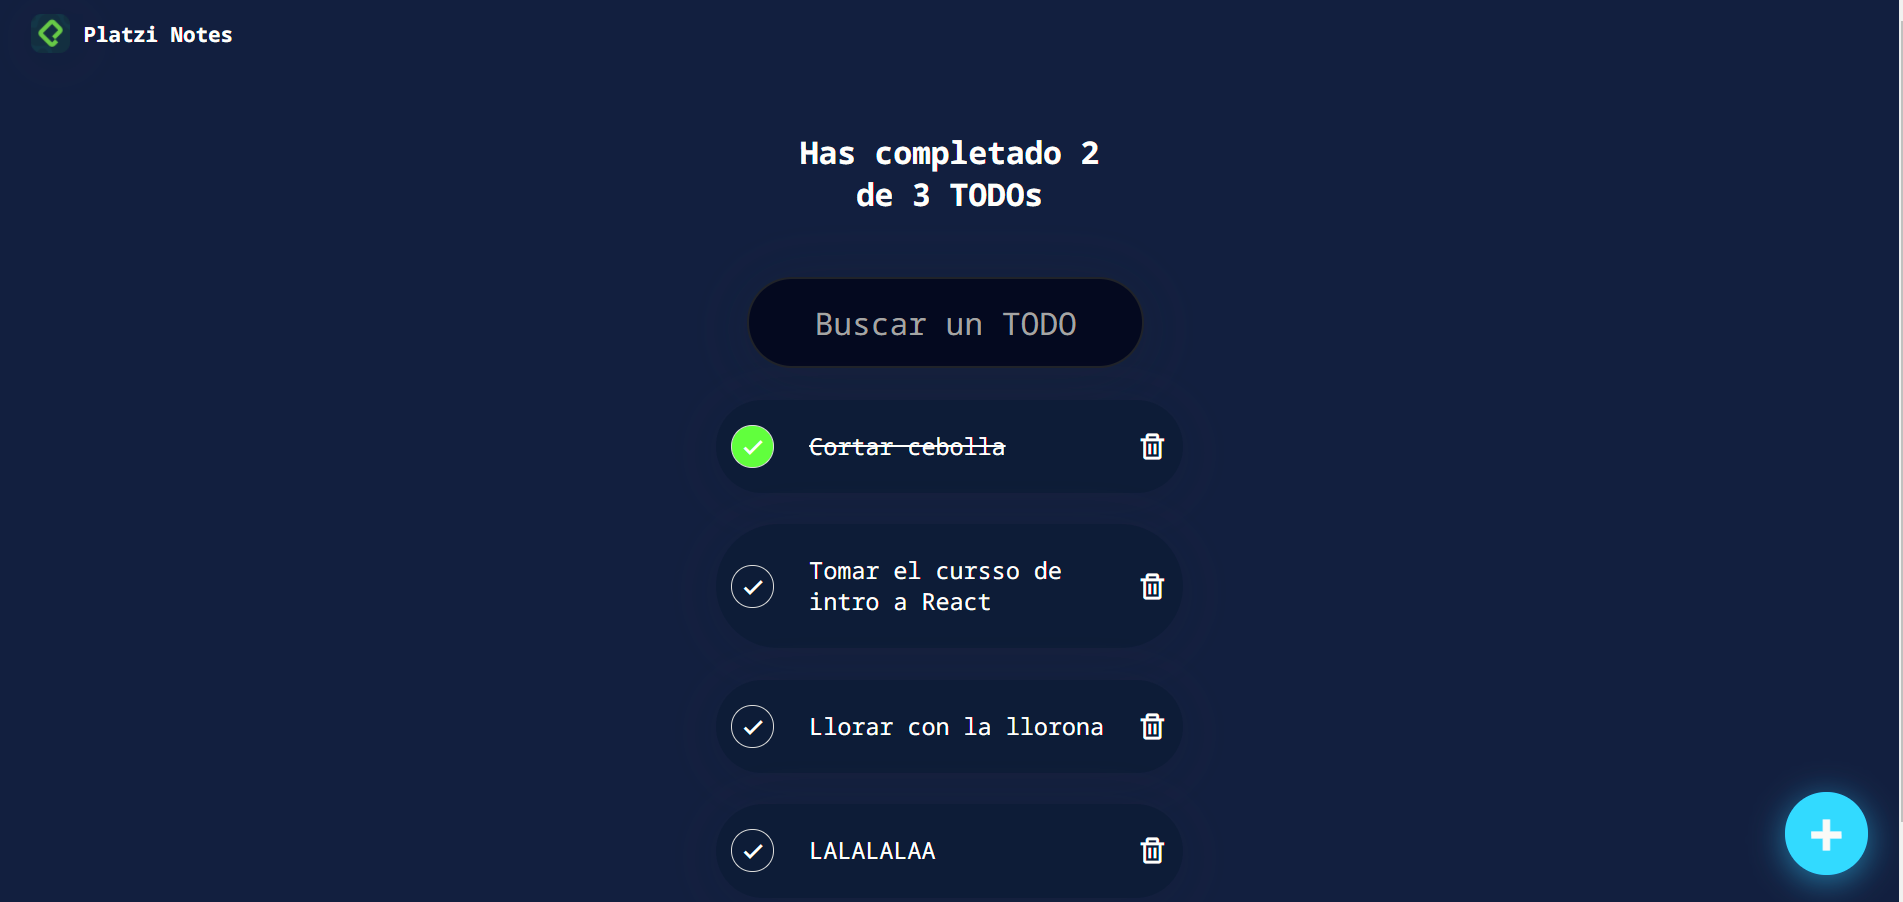 Platzi Notes
Has completado 2
de 3 TODOs
Buscar un TODO
Cortar cebolla
Tomar el cursso de
intro a React
Llorar con la llorona
LALALALAA